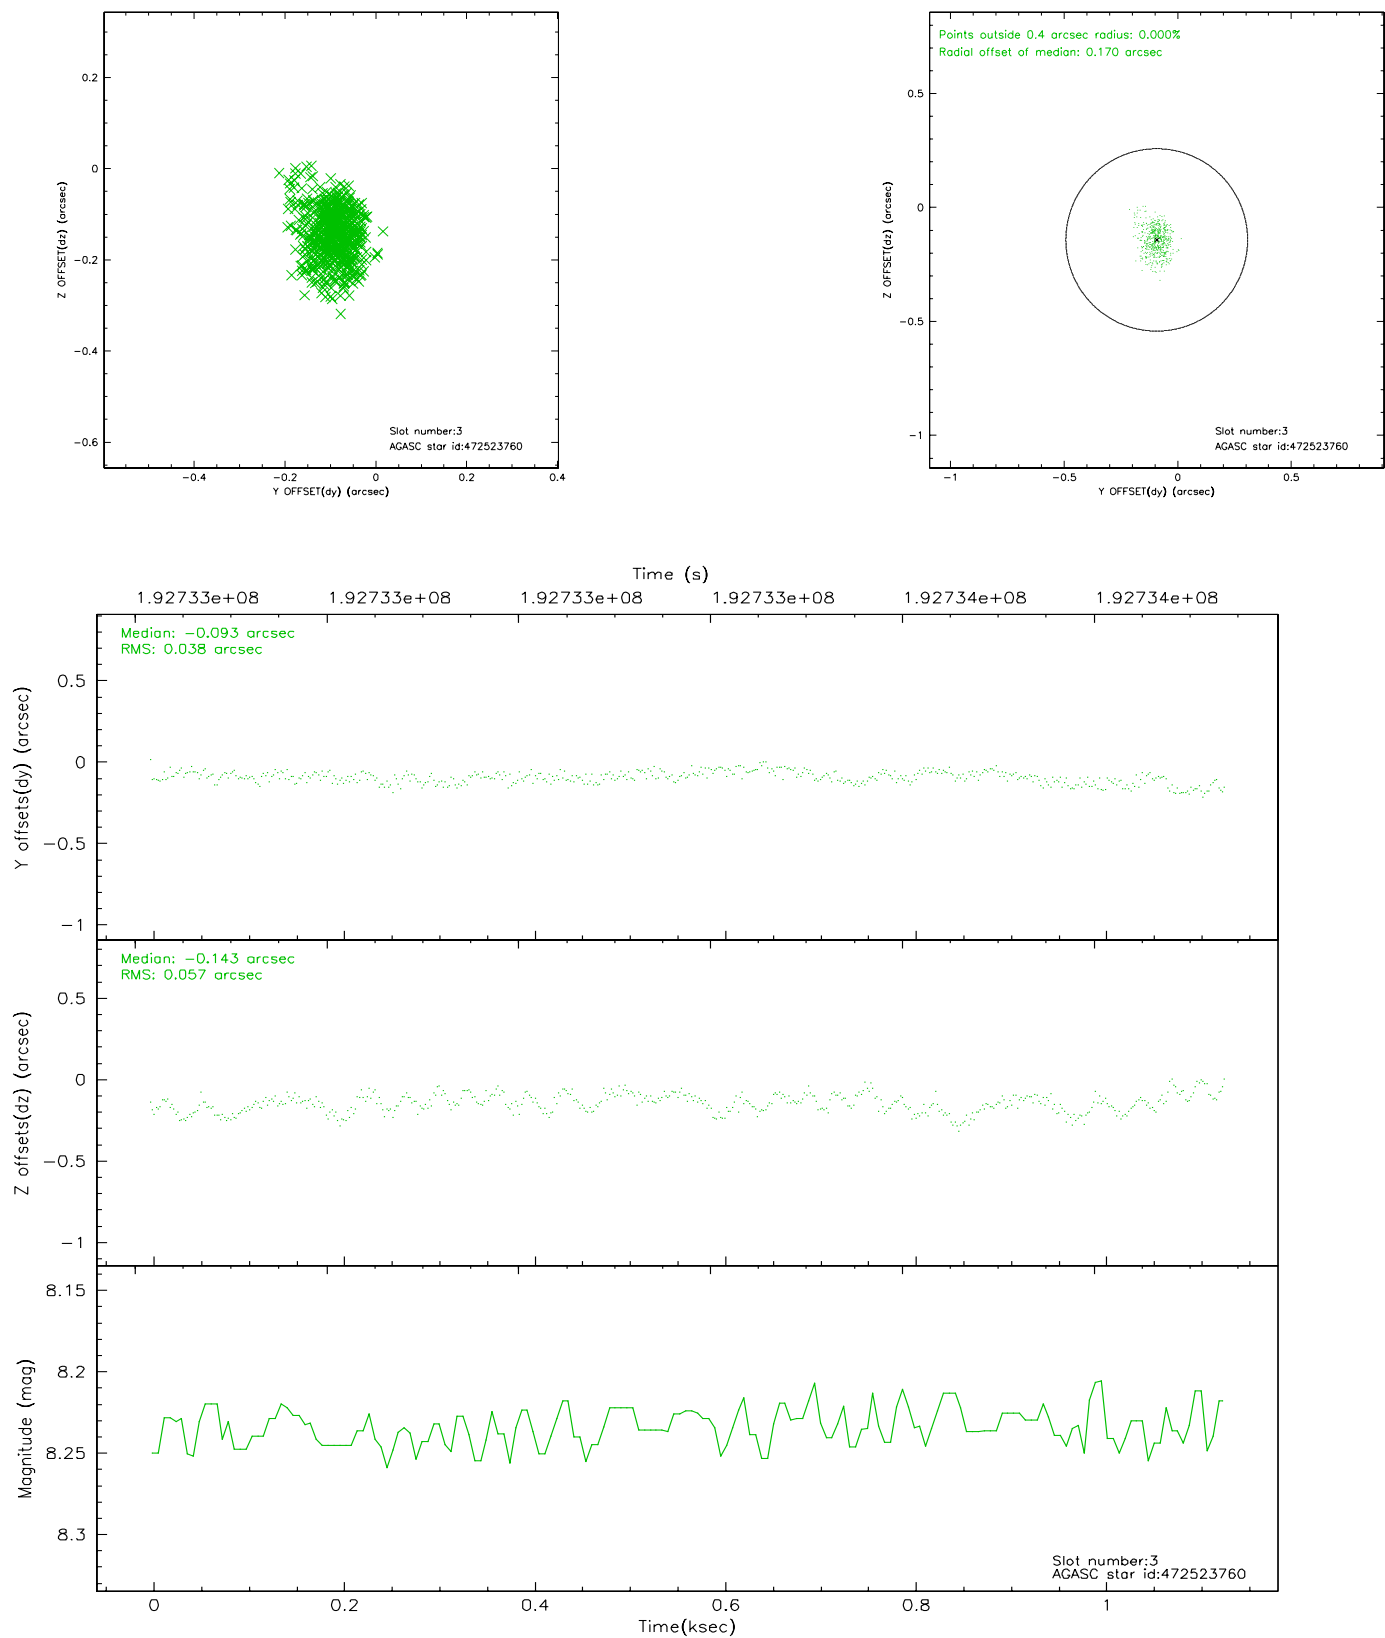 0.2
0
-0.2
-0.4
-0.6
Z OFFSET(dz) (arcsec)
Slot number:3
AGASC star id:472523760
-0.4
-0.2
0
0.2
0.4
Y OFFSET(dy) (arcsec)
Points outside 0.4 arcsec radius: 0.000%
Radial offset of median: 0.170 arcsec
0.5
0
-0.5
-1
Z OFFSET(dz) (arcsec)
Slot number:3
AGASC star id:472523760
-1
-0.5
0
0.5
Y OFFSET(dy) (arcsec)
Time (s)
1.92733e+08
1.92733e+08
1.92733e+08
1.92733e+08
1.92734e+08
1.92734e+08
Median: -0.093 arcsec
RMS: 0.038 arcsec
0.5
0
-0.5
-1
Y offsets(dy) (arcsec)
Median: -0.143 arcsec
RMS: 0.057 arcsec
0.5
0
-0.5
-1
Z offsets(dz) (arcsec)
8.15
8.2
8.25
8.3
Magnitude (mag)
Slot number:3
AGASC star id:472523760
0
0.2
0.4
0.6
0.8
1
Time(ksec)